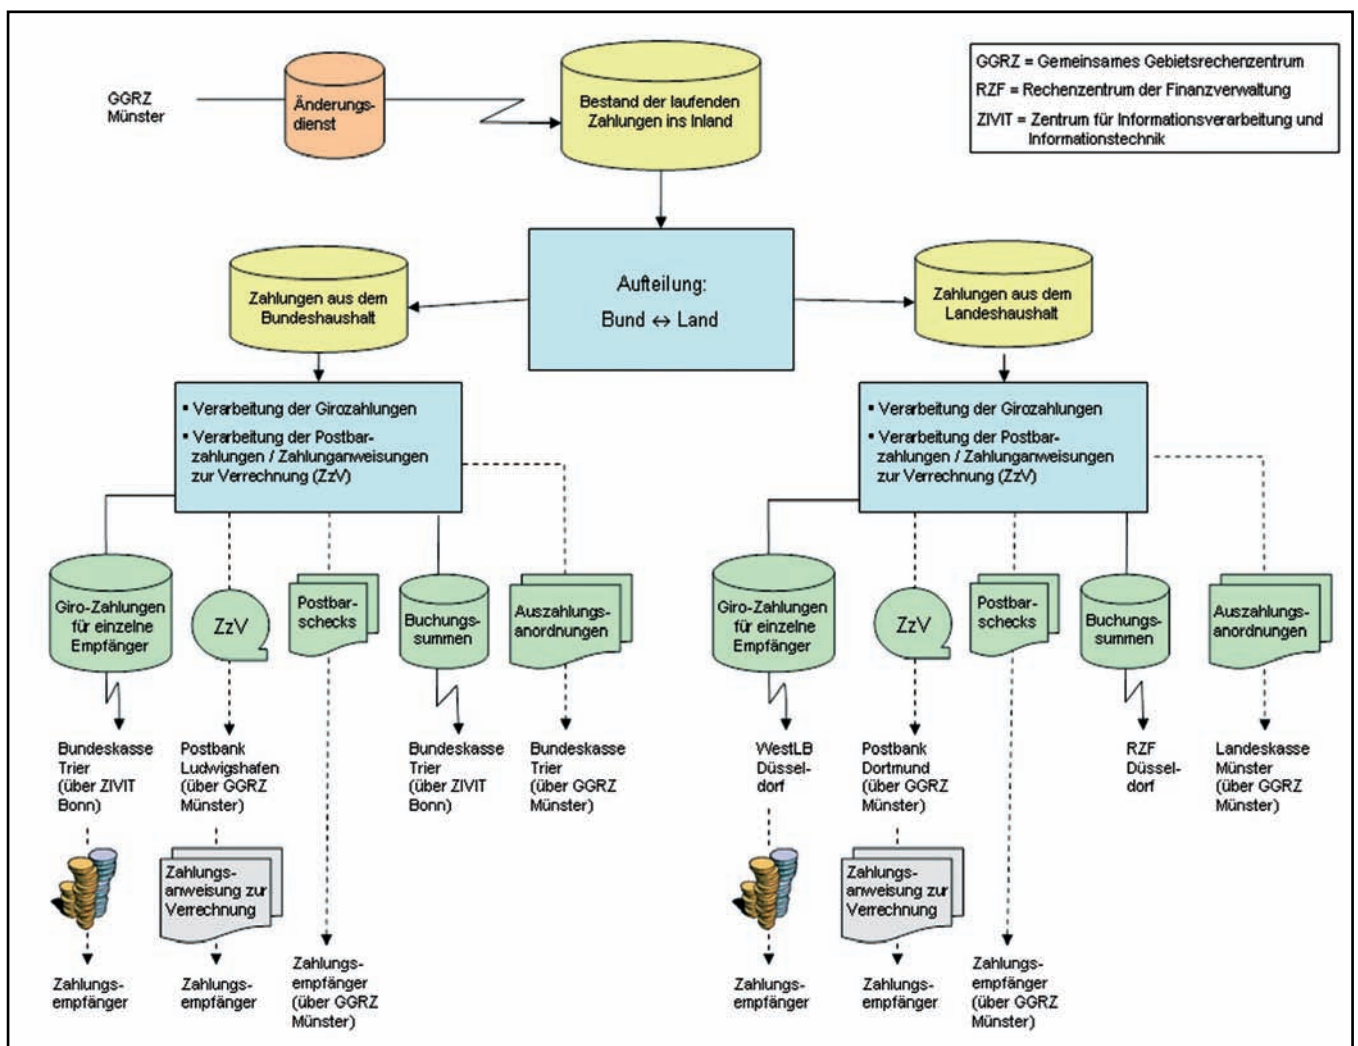 GGRZ
Münster
Änderungs-
dienst
Bestand der laufenden
Zahlungen ins Inland
GGRZ = Gemeinsames Gebietsrechenzentrum
RZF = Rechenzentrum der Finanzverwaltung
ZIVIT = Zentrum für Informationsverarbeitung und
Informationstechnik
Aufteilung:
Bund ↔ Land
Zahlungen aus dem
Bundeshaushalt
Zahlungen aus dem
Landeshaushalt
▪ Verarbeitung der Girozahlungen
▪ Verarbeitung der Postbar-
zahlungen / Zahlunganweisungen
zur Verrechnung (ZzV)
▪ Verarbeitung der Girozahlungen
▪ Verarbeitung der Postbar-
zahlungen / Zahlunganweisungen
zur Verrechnung (ZzV)
Giro-Zahlungen
für einzelne
Empfänger
ZzV
Postbar-
schecks
Buchungs-
summen
Auszahlungs-
anordnungen
Giro-Zahlungen
für einzelne
Empfänger
ZzV
Postbar-
schecks
Buchungs-
summen
Auszahlungs-
anordnungen
Bundeskasse
Trier
(über ZIVIT
Bonn)
Postbank
Ludwigshafen
(über GGRZ
Münster)
Bundeskasse
Trier
(über ZIVIT
Bonn)
Bundeskasse
Trier
(über GGRZ
Münster)
WestLB
Düssel-
dorf
Postbank
Dortmund
(über GGRZ
Münster)
RZF
Düssel-
dorf
Landeskasse
Münster
(über GGRZ
Münster)
Zahlungs-
anweisung zur
Verrechnung
Zahlungs-
anweisung zur
Verrechnung
Zahlungs-
empfänger
Zahlungs-
empfänger
Zahlungs-
empfänger
(über GGRZ
Münster)
Zahlungs-
empfänger
Zahlungs-
empfänger
Zahlungs-
empfänger
(über GGRZ
Münster)